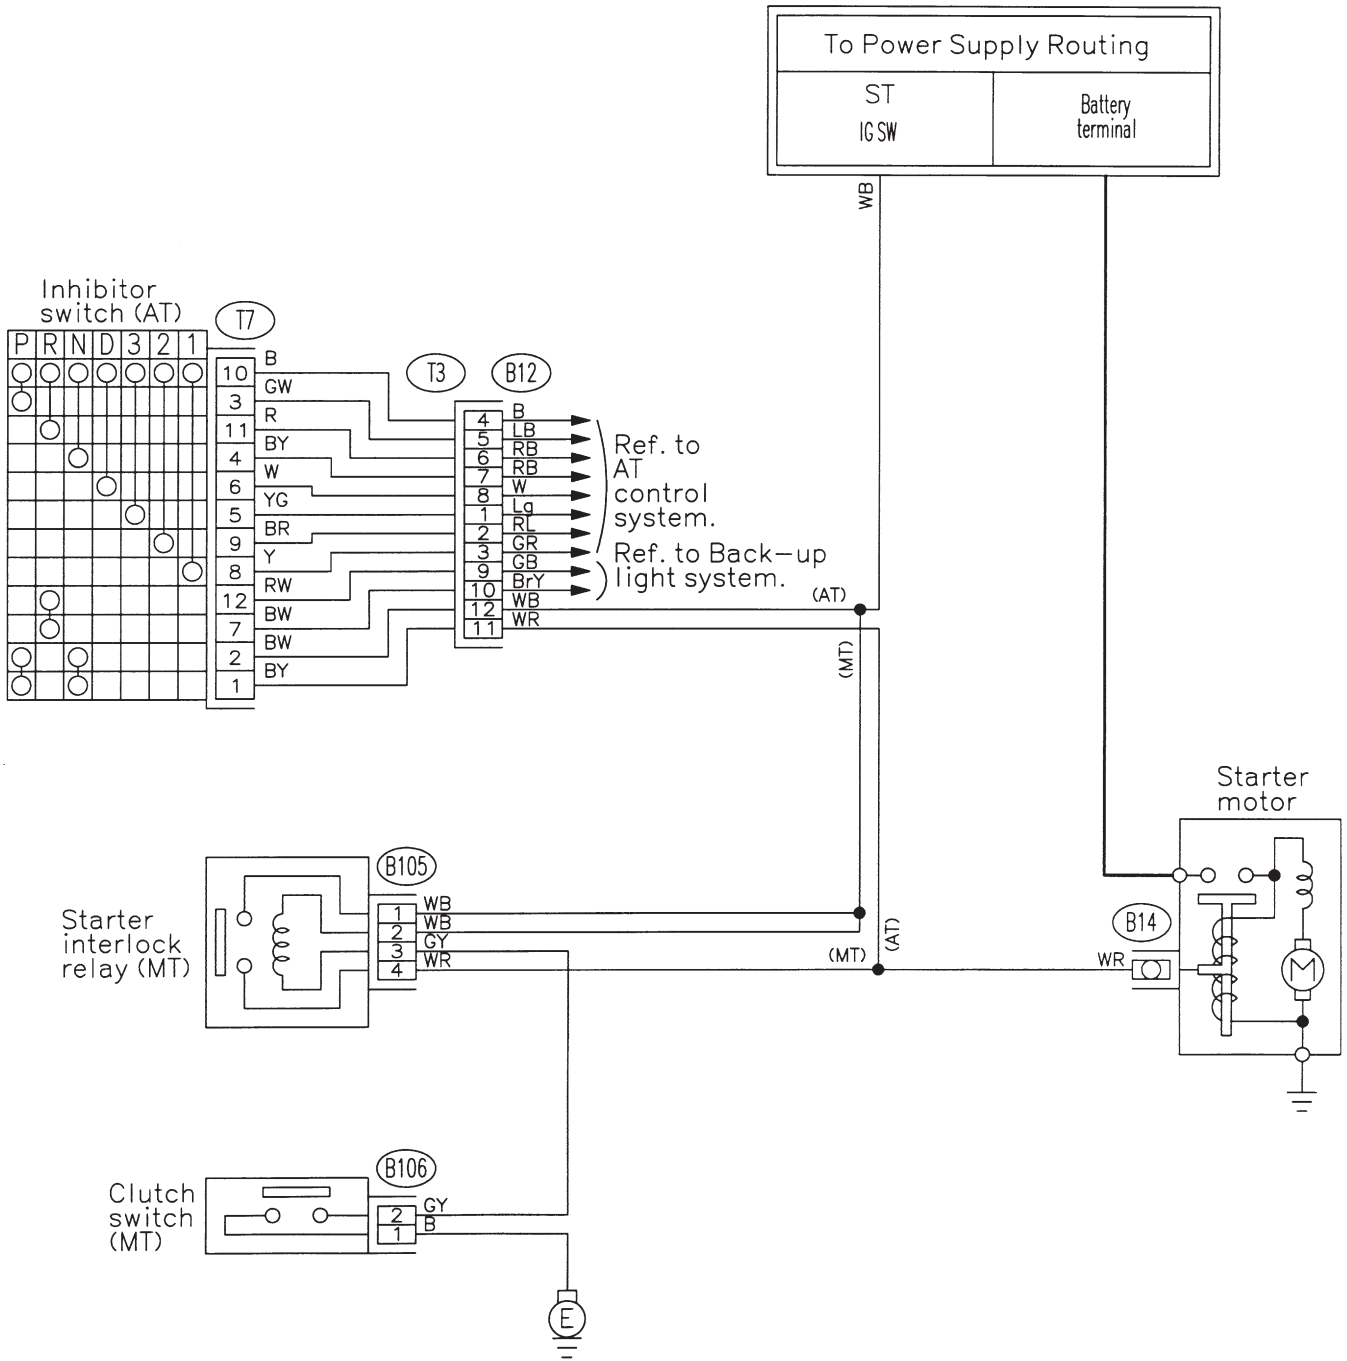 To Power Supply Routing
ST
IG SW
Battery
terminal
WB
Inhibitor
switch (AT)
T7
P R N D 3 2 1
T3
B12
10 B
3 GW
11 R
4 BY
6 W
5 YG
9 BR
8 Y
12 RW
7 BW
2 BW
1 BY
4 B
5 LB
6 RB
7 RB
8 W
1 Lg
2 RL
3 GR
9 GB
10 BrY
12 WB
11 WR
Ref. to
AT
control
system.
Ref. to Back-up
light system.
(AT)
(MT)
Starter
motor
B105
Starter
interlock
relay (MT)
1 WB
2 WB
3 GY
4 WR
(MT)
(AT)
B14
WR
M
B106
Clutch
switch
(MT)
2 GY
1 B
E